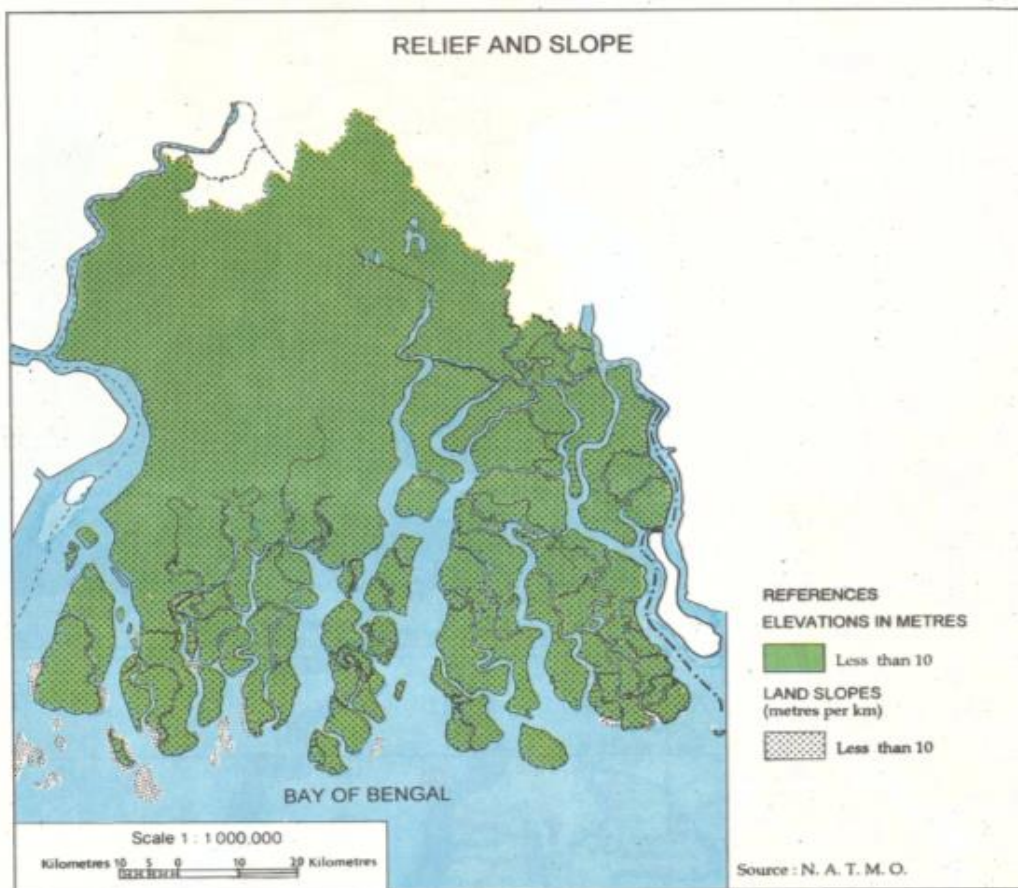 RELIEF AND SLOPE
REFERENCES
ELEVATIONS IN METRES
Less than 10
LAND SLOPES
(metres per km)
Less than 10
BAY OF BENGAL
Scale 1 : 1 000,000
Kilometres 10 5 0 10 20 Kilometres
Source : N. A. T. M. O.